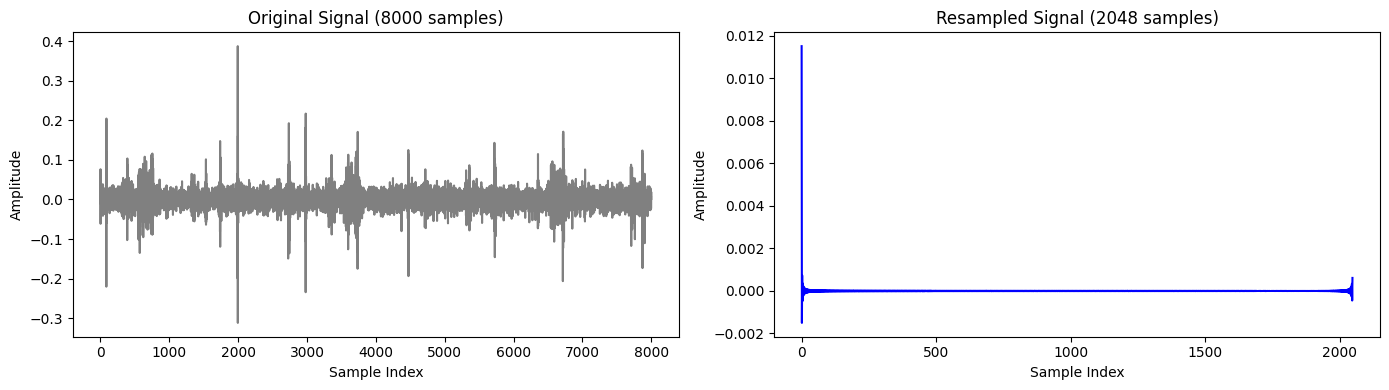 Original Signal (8000 samples)
Amplitude
0.4
0.3
0.2
0.1
0.0
−0.1
−0.2
−0.3
0 1000 2000 3000 4000 5000 6000 7000 8000
Sample Index
Resampled Signal (2048 samples)
Amplitude
0.012
0.010
0.008
0.006
0.004
0.002
0.000
−0.002
0 500 1000 1500 2000
Sample Index